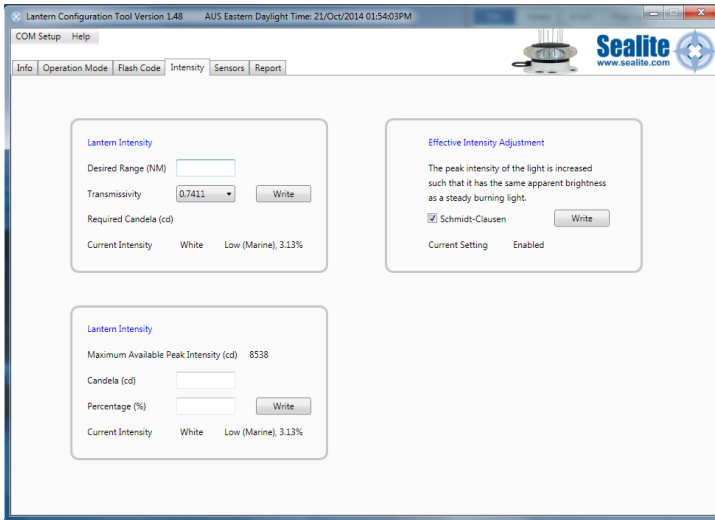 Lantern Configuration Tool Version 1.48 AUS Eastern Daylight Time: 21/Oct/2014 01:54:03PM
COM Setup Help
Sealite
www.sealite.com
Info Operation Mode Flash Code Intensity Sensors Report
Lantern Intensity
Desired Range (NM)
Transmissivity 0.7411 Write
Required Candela (cd)
Current Intensity White Low (Marine), 3.13%
Effective Intensity Adjustment
The peak intensity of the light is increased
such that it has the same apparent brightness
as a steady burning light.
Schmidt-Clausen Write
Current Setting Enabled
Lantern Intensity
Maximum Available Peak Intensity (cd) 8538
Candela (cd)
Percentage (%) Write
Current Intensity White Low (Marine), 3.13%